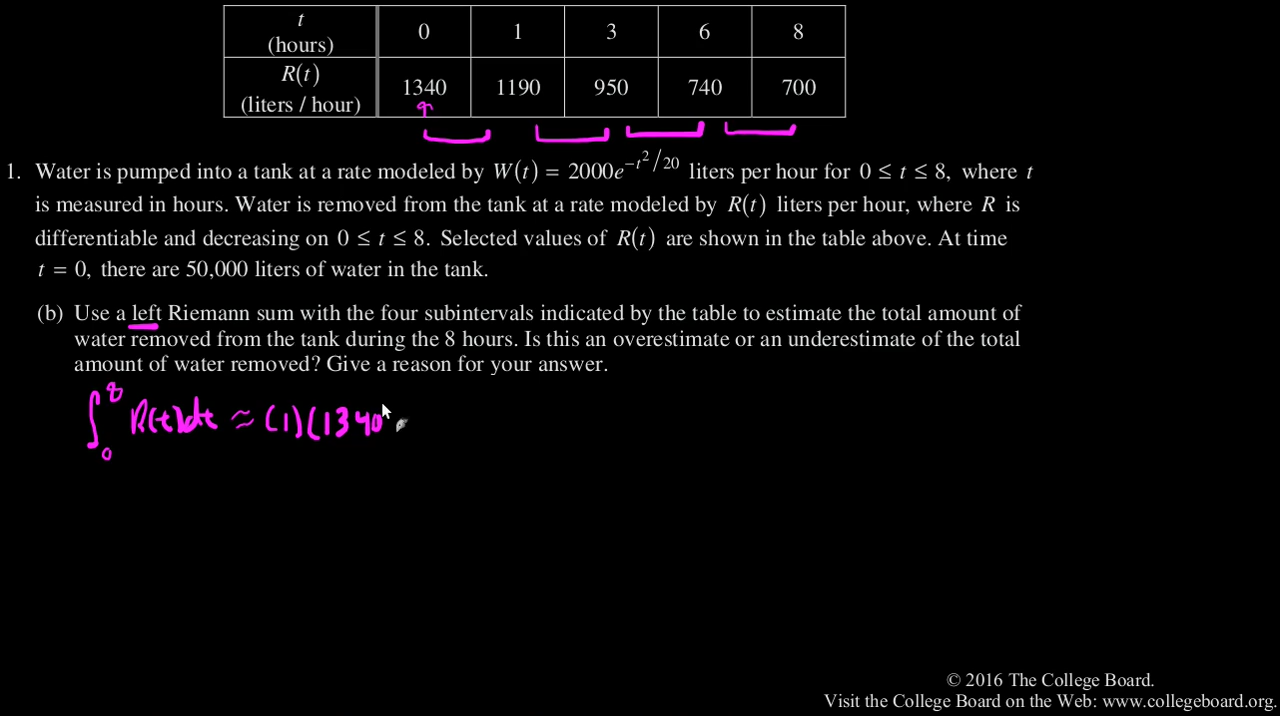 t (hours) 0 1 3 6 8
R(t) (liters / hour) 1340 1190 950 740 700
1. Water is pumped into a tank at a rate modeled by W(t) = 2000e^{-t²/20} liters per hour for 0 ≤ t ≤ 8, where t
is measured in hours. Water is removed from the tank at a rate modeled by R(t) liters per hour, where R is
differentiable and decreasing on 0 ≤ t ≤ 8. Selected values of R(t) are shown in the table above. At time
t = 0, there are 50,000 liters of water in the tank.
(b) Use a left Riemann sum with the four subintervals indicated by the table to estimate the total amount of
water removed from the tank during the 8 hours. Is this an overestimate or an underestimate of the total
amount of water removed? Give a reason for your answer.
∫₀⁸ R(t)dt ≈ (1)(1340
© 2016 The College Board.
Visit the College Board on the Web: www.collegeboard.org.